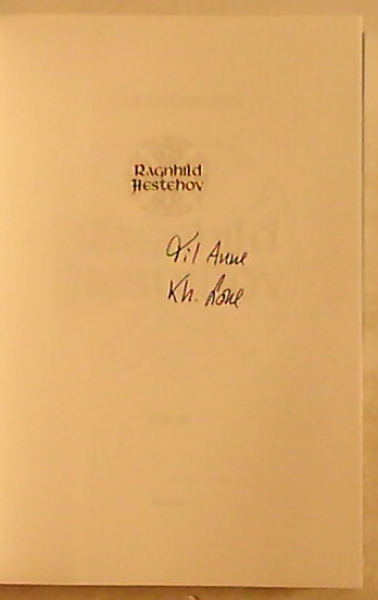 Ragnhild
Hestehov
Til Anne
Kh. Lone